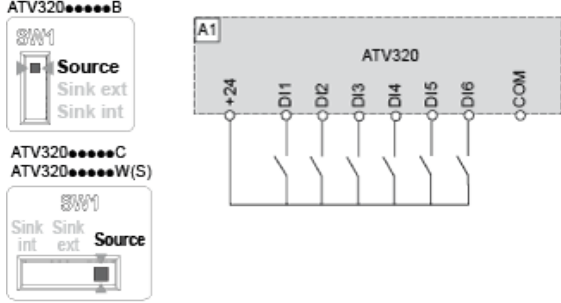 ATV320●●●●●B
SW1
Source
Sink ext
Sink int
ATV320●●●●●C
ATV320●●●●●W(S)
SW1
Sink int
Sink ext
Source
A1
ATV320
+24
DI1
DI2
DI3
DI4
DI5
DI6
COM